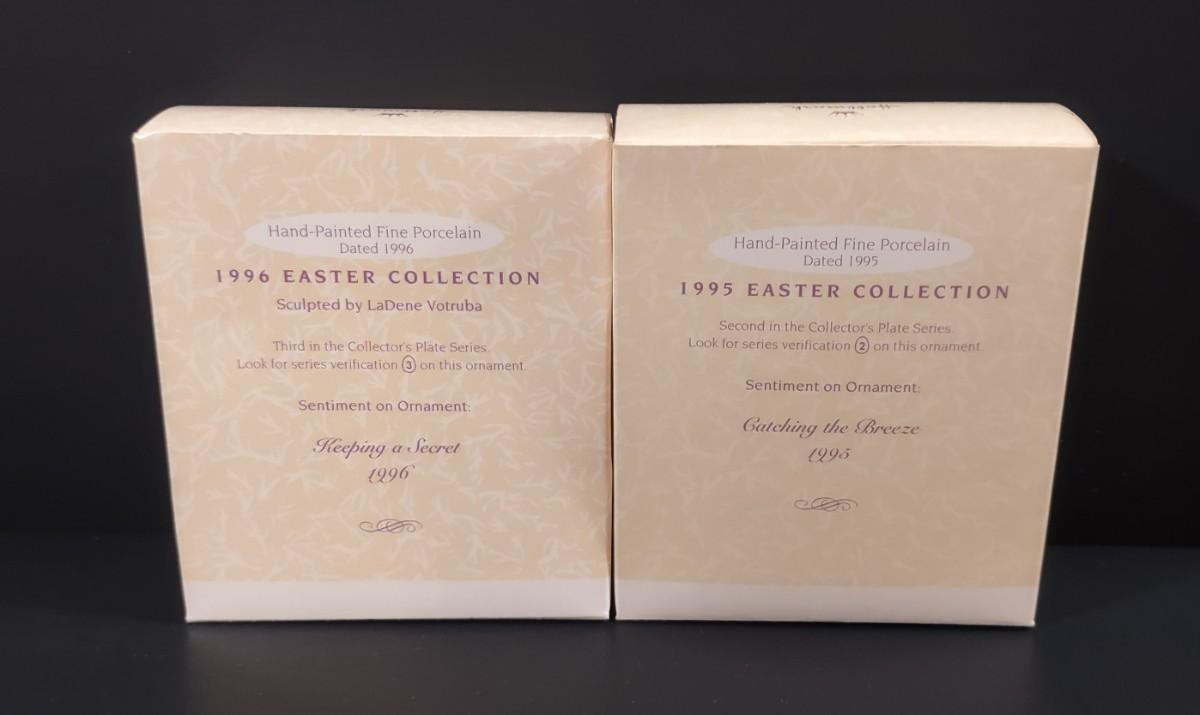 Hallmark
Hand-Painted Fine Porcelain
Dated 1996
1996 EASTER COLLECTION
Sculpted by LaDene Votruba
Third in the Collector's Plate Series.
Look for series verification 3 on this ornament.
Sentiment on Ornament:
Keeping a Secret
1996
Hallmark
Hand-Painted Fine Porcelain
Dated 1995
1995 EASTER COLLECTION
Second in the Collector's Plate Series.
Look for series verification 2 on this ornament.
Sentiment on Ornament:
Catching the Breeze
1995